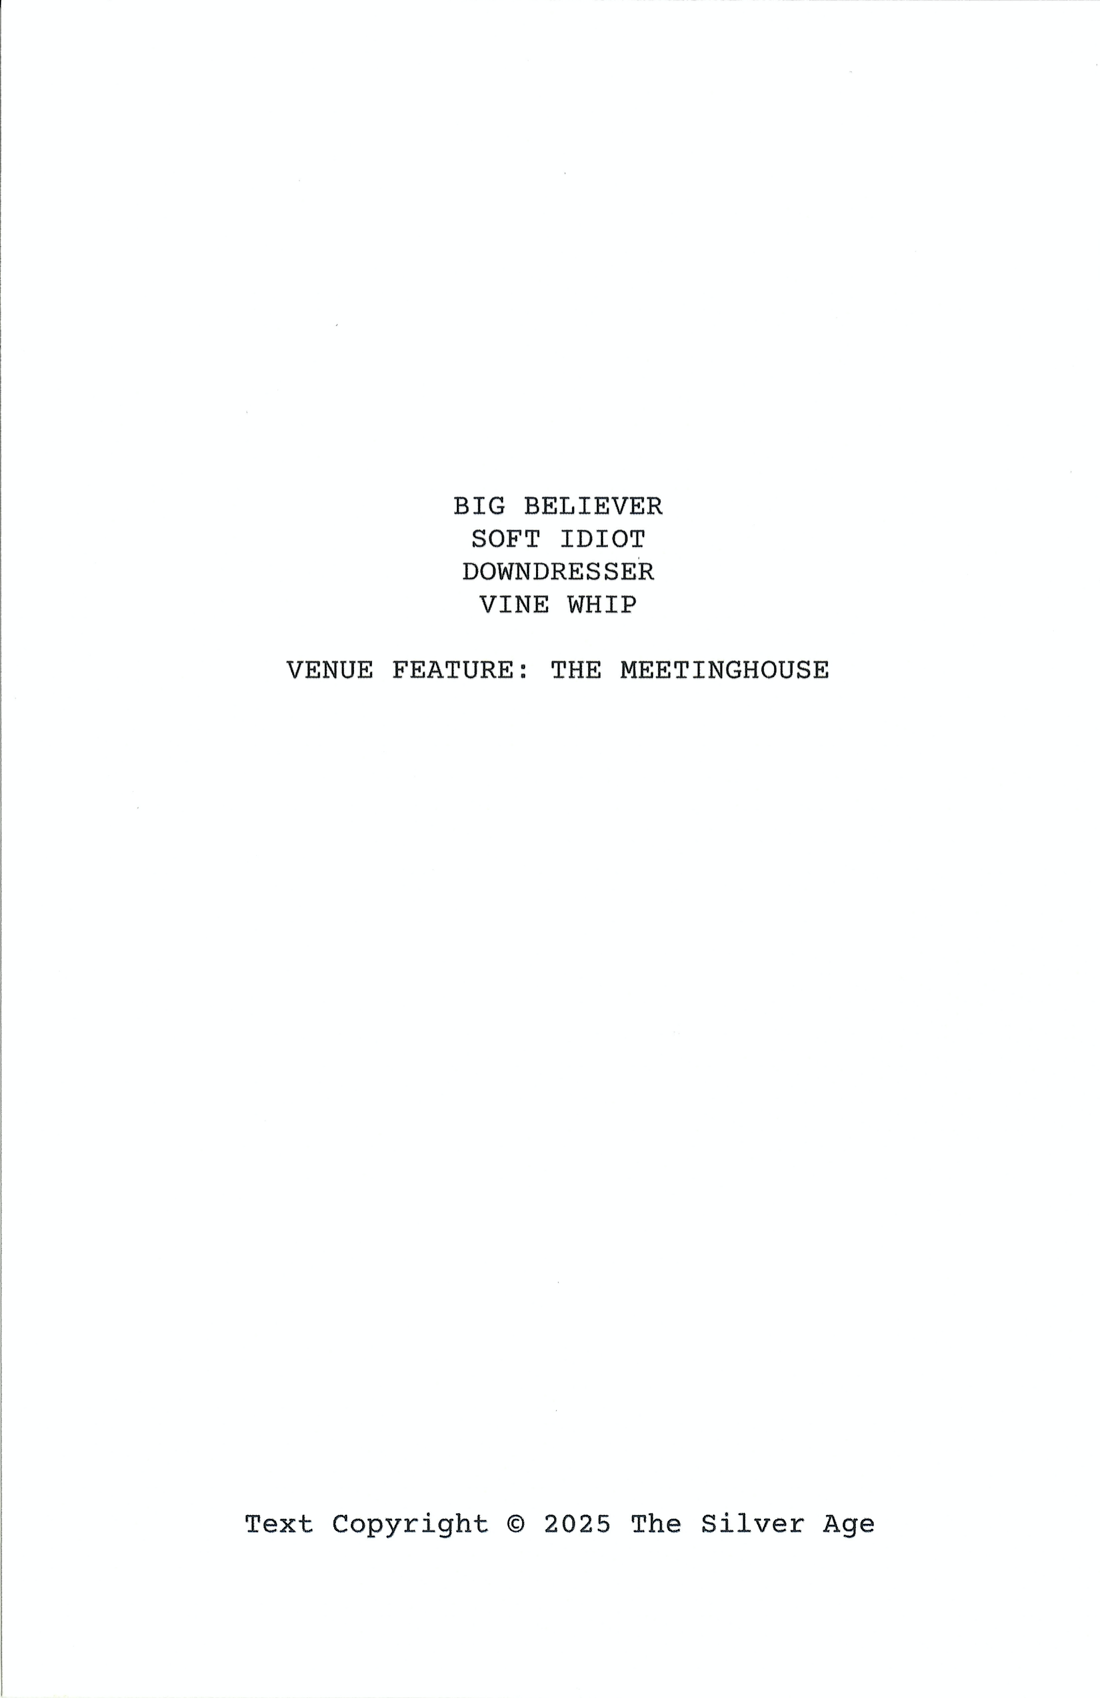 BIG BELIEVER
SOFT IDIOT
DOWNDRESSER
VINE WHIP
VENUE FEATURE: THE MEETINGHOUSE
Text Copyright © 2025 The Silver Age